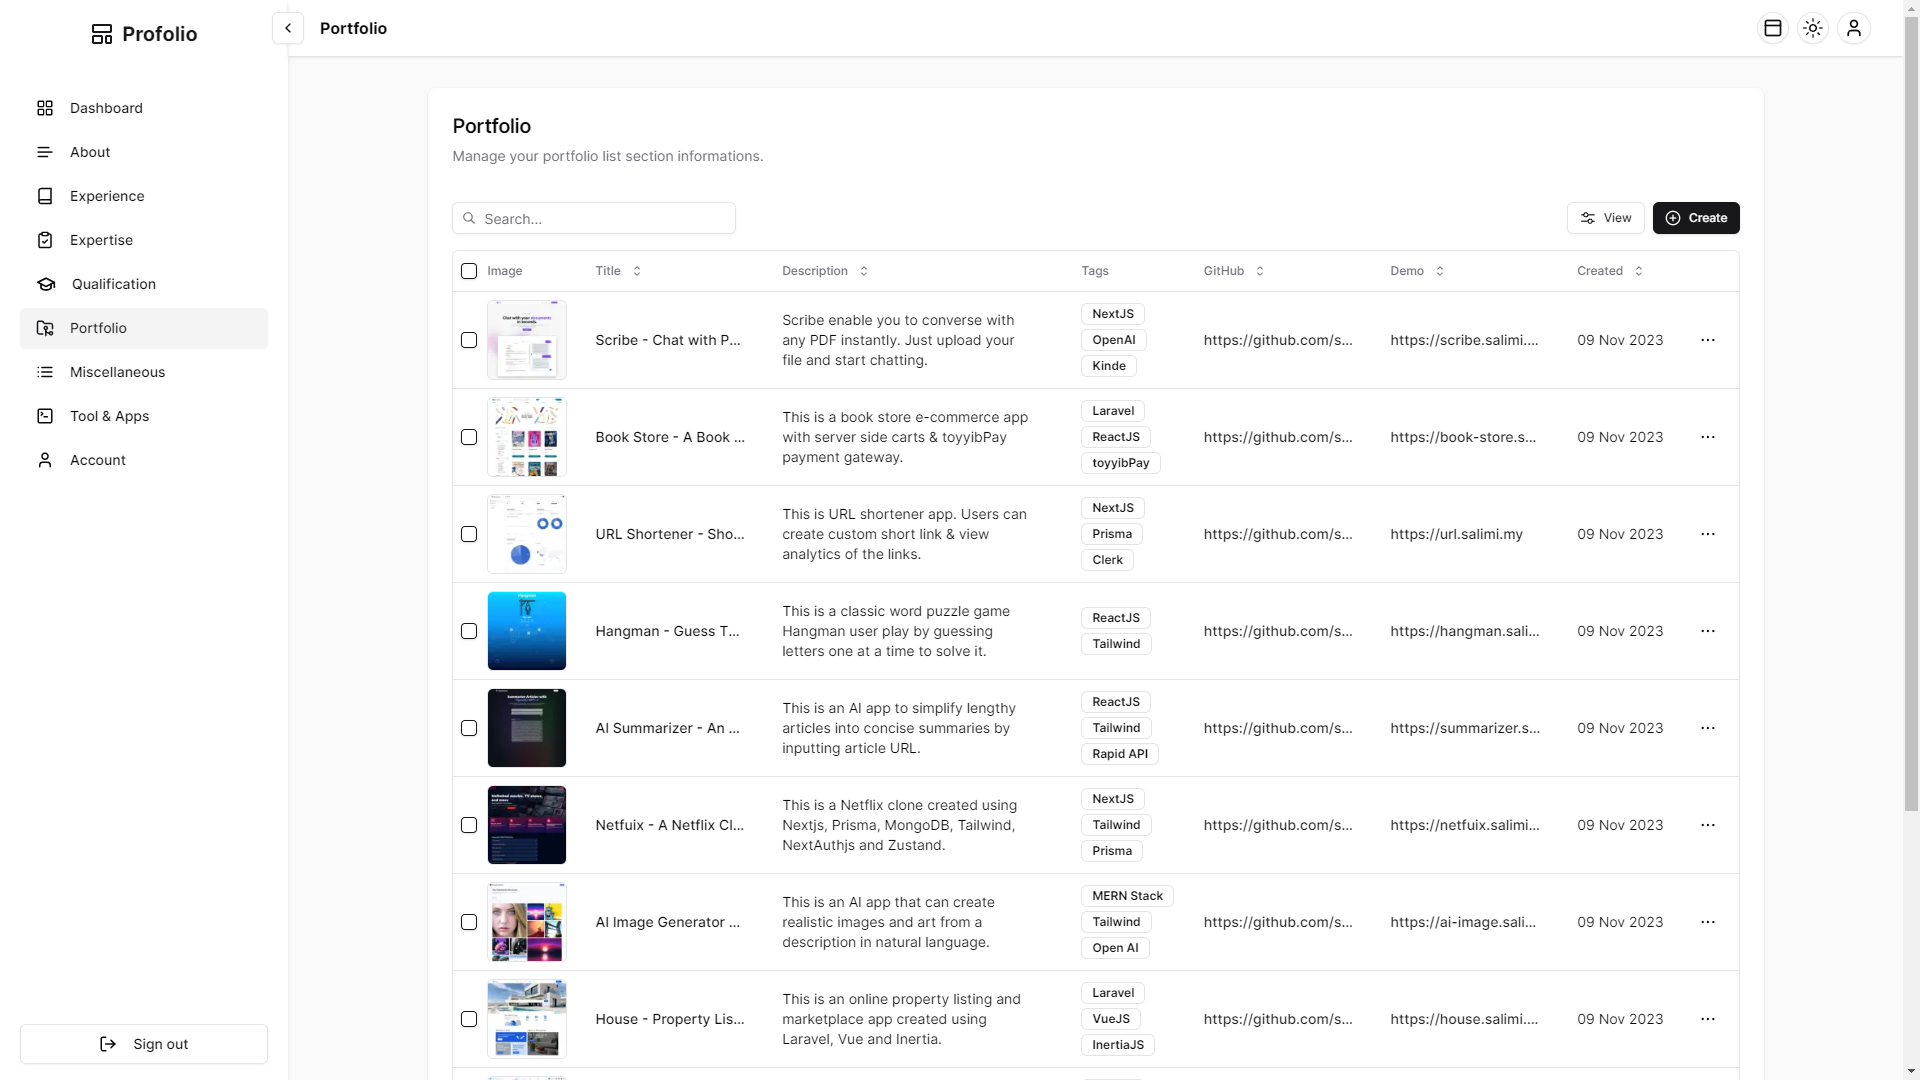 Profolio
Portfolio
Dashboard
About
Experience
Expertise
Qualification
Portfolio
Miscellaneous
Tool & Apps
Account
Sign out
Portfolio
Manage your portfolio list section informations.
Search...
View
Create
Image Title Description Tags GitHub Demo Created
Scribe - Chat with P...
Scribe enable you to converse with
any PDF instantly. Just upload your
file and start chatting.
NextJS
OpenAI
Kinde
https://github.com/s...
https://scribe.salimi....
09 Nov 2023
Book Store - A Book ...
This is a book store e-commerce app
with server side carts & toyyibPay
payment gateway.
Laravel
ReactJS
toyyibPay
https://github.com/s...
https://book-store.s...
09 Nov 2023
URL Shortener - Sho...
This is URL shortener app. Users can
create custom short link & view
analytics of the links.
NextJS
Prisma
Clerk
https://github.com/s...
https://url.salimi.my
09 Nov 2023
Hangman - Guess T...
This is a classic word puzzle game
Hangman user play by guessing
letters one at a time to solve it.
ReactJS
Tailwind
https://github.com/s...
https://hangman.sali...
09 Nov 2023
AI Summarizer - An ...
This is an AI app to simplify lengthy
articles into concise summaries by
inputting article URL.
ReactJS
Tailwind
Rapid API
https://github.com/s...
https://summarizer.s...
09 Nov 2023
Netfuix - A Netflix Cl...
This is a Netflix clone created using
Nextjs, Prisma, MongoDB, Tailwind,
NextAuthjs and Zustand.
NextJS
Tailwind
Prisma
https://github.com/s...
https://netfuix.salimi...
09 Nov 2023
AI Image Generator ...
This is an AI app that can create
realistic images and art from a
description in natural language.
MERN Stack
Tailwind
Open AI
https://github.com/s...
https://ai-image.sali...
09 Nov 2023
House - Property Lis...
This is an online property listing and
marketplace app created using
Laravel, Vue and Inertia.
Laravel
VueJS
InertiaJS
https://github.com/s...
https://house.salimi....
09 Nov 2023